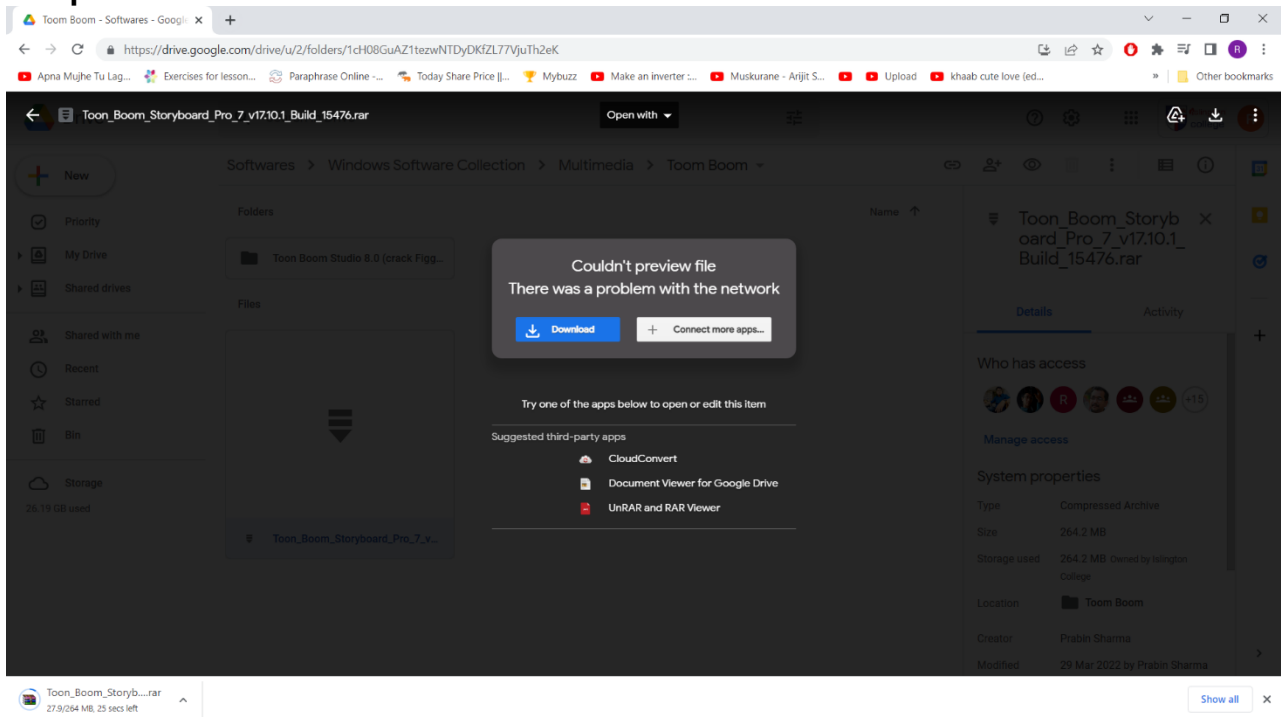 Toom Boom - Softwares - Google
https://drive.google.com/drive/u/2/folders/1cH08GuAZ1tezwNTDyDKfZL77VjuTh2eK
Apna Mujhe Tu Lag... Exercises for lesson... Paraphrase Online -... Today Share Price ||... Mybuzz Make an inverter :... Muskurane - Arijit S... Upload khaab cute love (ed... » Other bookmarks
Toon_Boom_Storyboard_Pro_7_v17.10.1_Build_15476.rar Open with
Softwares > Windows Software Collection > Multimedia > Toom Boom
New
Priority
My Drive
Shared drives
Shared with me
Recent
Starred
Bin
Storage
26.19 GB used
Folders Name
Toon Boom Studio 8.0 (crack Figg...
Files
Toon_Boom_Storyboard_Pro_7_v...
Couldn't preview file
There was a problem with the network
Download + Connect more apps...
Try one of the apps below to open or edit this item
Suggested third-party apps
CloudConvert
Document Viewer for Google Drive
UnRAR and RAR Viewer
Toon_Boom_Storyb
oard_Pro_7_v17.10.1_
Build_15476.rar
Details Activity
Who has access
R +15
Manage access
System properties
Type Compressed Archive
Size 264.2 MB
Storage used 264.2 MB Owned by Islington
College
Location Toom Boom
Creator Prabin Sharma
Modified 29 Mar 2022 by Prabin Sharma
Toon_Boom_Storyb....rar
27.9/264 MB, 25 secs left
Show all